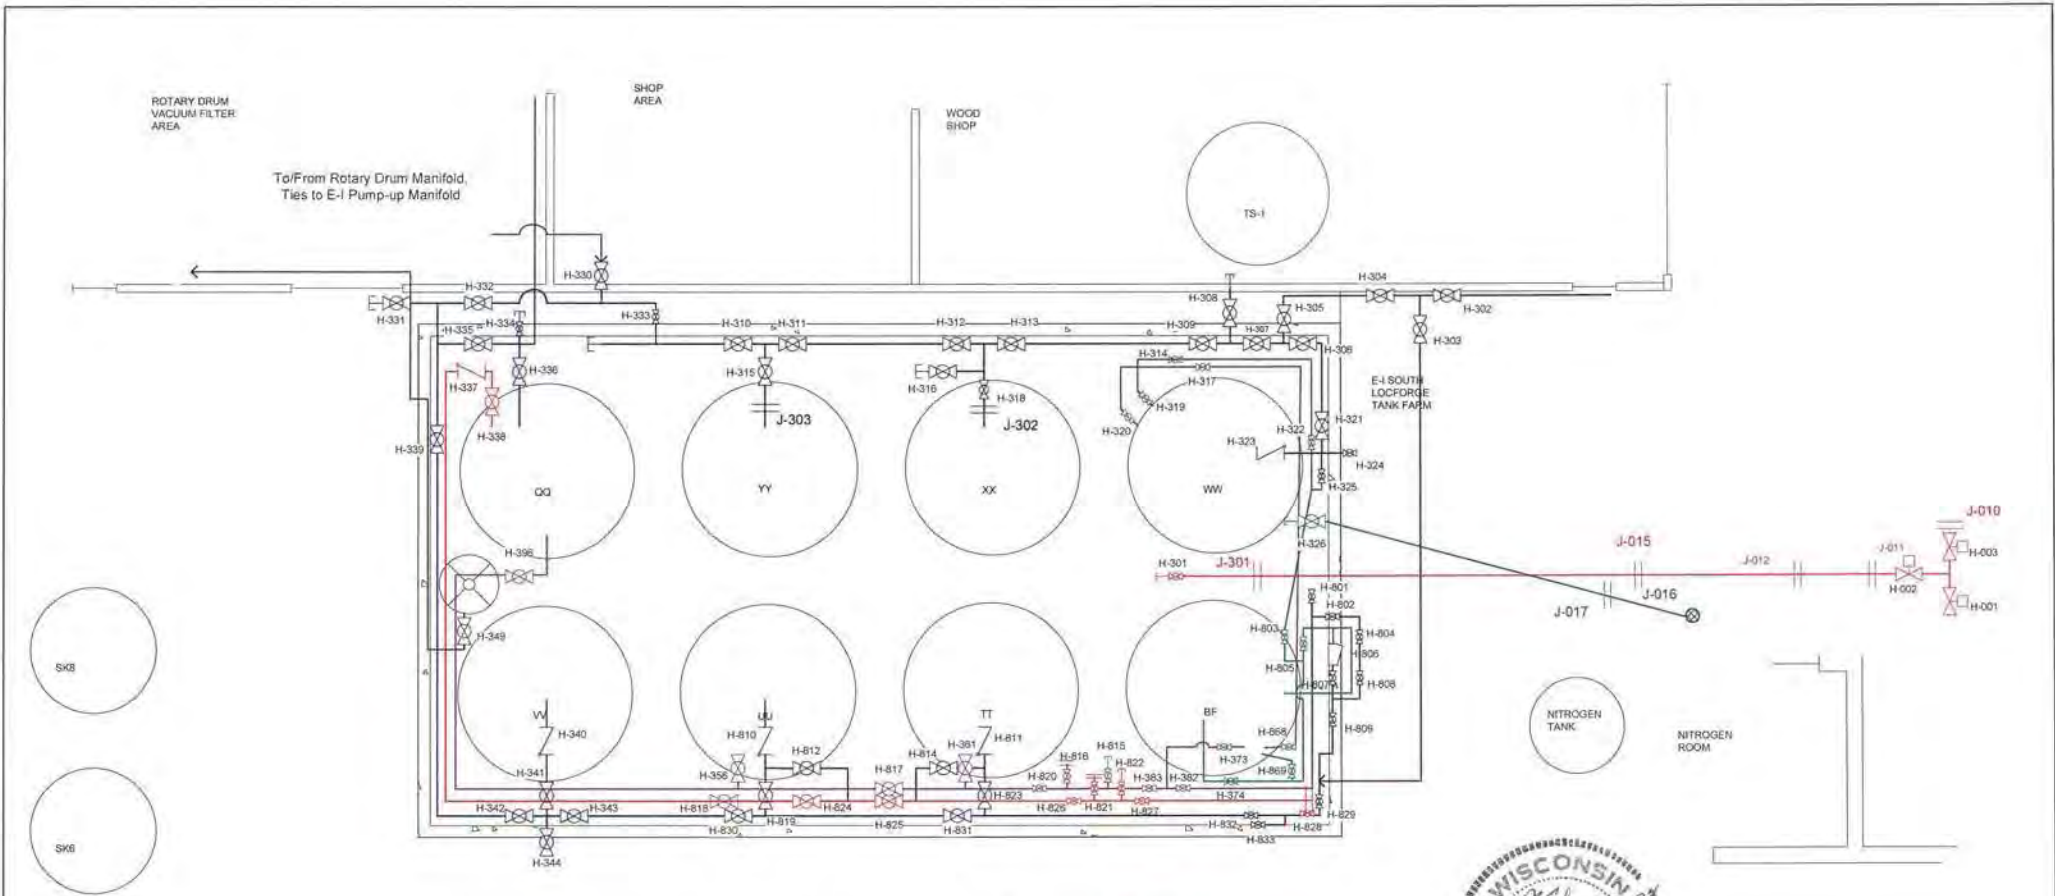 ROTARY DRUM
VACUUM FILTER
AREA
SHOP
AREA
WOOD
SHOP
To/From Rotary Drum Manifold,
Ties to E-I Pump-up Manifold
TS-1
H-330
H-304
H-332
H-331
H-333
H-308
H-305
H-302
H-335
H-334
H-310
H-311
H-312
H-313
H-309
H-307
H-303
H-306
H-314
H-337
H-336
H-315
H-316
H-317
H-318
E-I SOUTH
LOCFORGE
TANK FARM
H-319
H-320
J-303
J-302
H-321
H-322
H-338
H-339
H-323
H-324
H-325
QQ
YY
XX
WW
H-326
J-010
H-003
J-015
J-011
H-396
H-301
J-301
J-012
H-002
H-001
H-801
J-016
J-017
H-802
H-349
H-803
H-804
H-806
H-805
H-808
H-807A
SK8
VV
UU
TT
BF
NITROGEN
TANK
NITROGEN
ROOM
H-340
H-810
H-811
H-809
H-868
H-812
H-814
H-361
H-816
H-815
H-373
H-356
H-341
H-817
H-820
H-822
H-383
H-382
H-869
H-342
H-343
H-818
H-824
H-823
H-826
H-821
H-827
H-374
H-819
H-830
H-825
H-831
H-832
H-828
H-829
H-833
H-344
SK6
WISCONSIN